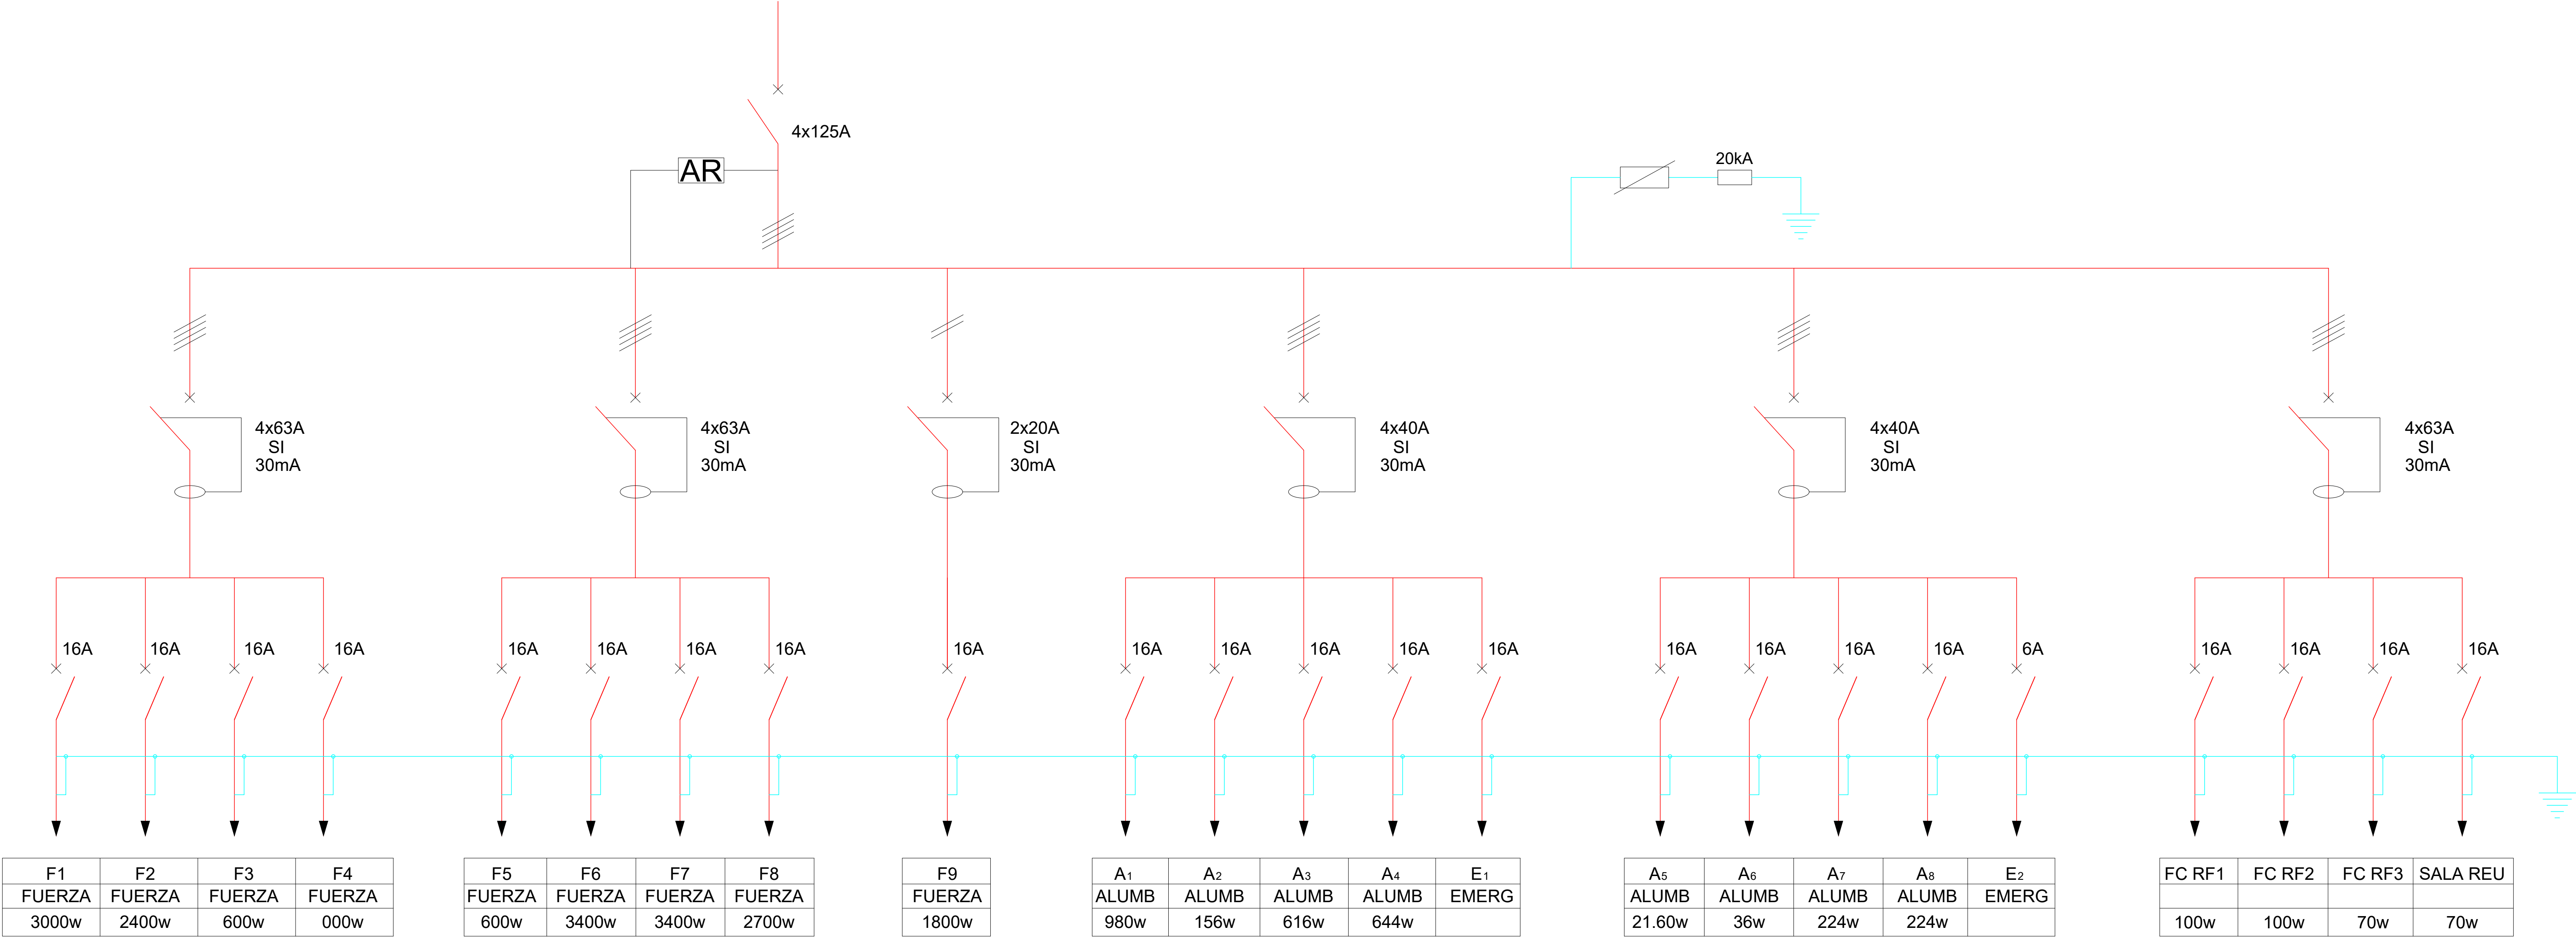 4x125A
AR
20kA
4x63A
SI
30mA
4x63A
SI
30mA
2x20A
SI
30mA
4x40A
SI
30mA
4x40A
SI
30mA
4x63A
SI
30mA
16A 16A 16A 16A
16A 16A 16A 16A
16A
16A 16A 16A 16A 16A
16A 16A 16A 16A 6A
16A 16A 16A 16A
F1 F2 F3 F4
FUERZA FUERZA FUERZA FUERZA
3000w 2400w 600w 000w
F5 F6 F7 F8
FUERZA FUERZA FUERZA FUERZA
600w 3400w 3400w 2700w
F9
FUERZA
1800w
A1 A2 A3 A4 E1
ALUMB ALUMB ALUMB ALUMB EMERG
980w 156w 616w 644w
A5 A6 A7 A8 E2
ALUMB ALUMB ALUMB ALUMB EMERG
21.60w 36w 224w 224w
FC RF1 FC RF2 FC RF3 SALA REU
100w 100w 70w 70w